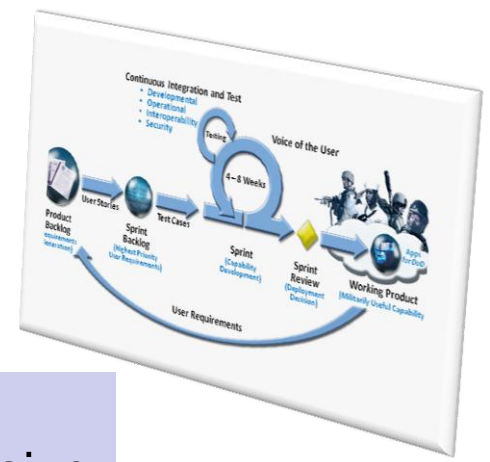 Continuous Integration and Test
• Developmental
• Operational
• Interoperability
• Security
Testing
Voice of the User
4 – 8 Weeks
User Stories
Test Cases
Product
Backlog
Sprint
Backlog
(Highest Priority
User Requirements)
Sprint
(Capability
Development)
Sprint
Review
(Deployment
Decision)
Working Product
(Militarily Useful Capability
Apps
User Requirements